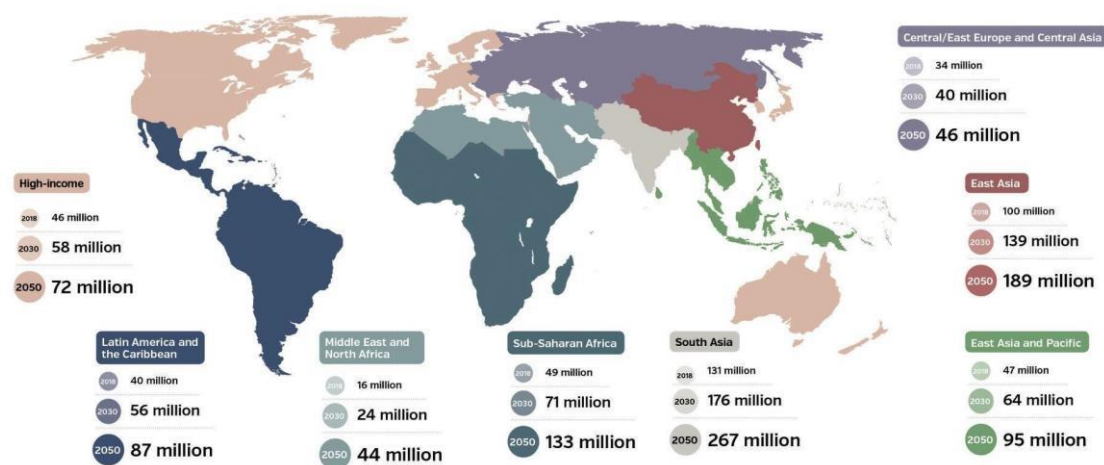 Central/East Europe and Central Asia
2018 34 million
2030 40 million
2050 46 million
High-income
2018 46 million
2030 58 million
2050 72 million
East Asia
2018 100 million
2030 139 million
2050 189 million
Latin America and
the Caribbean
2018 40 million
2030 56 million
2050 87 million
Middle East and
North Africa
2018 16 million
2030 24 million
2050 44 million
Sub-Saharan Africa
2018 49 million
2030 71 million
2050 133 million
South Asia
2018 131 million
2030 176 million
2050 267 million
East Asia and Pacific
2018 47 million
2030 64 million
2050 95 million